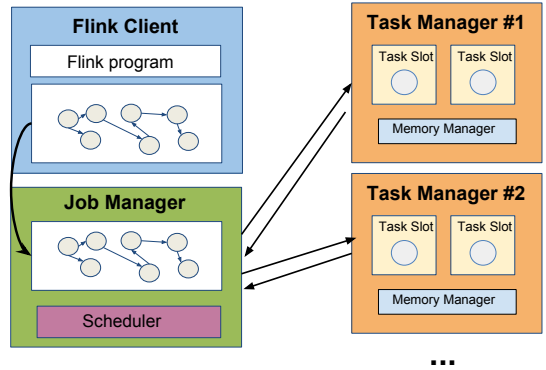 Flink Client
Flink program
Job Manager
Scheduler
Task Manager #1
Task Slot Task Slot
Memory Manager
Task Manager #2
Task Slot Task Slot
Memory Manager
...